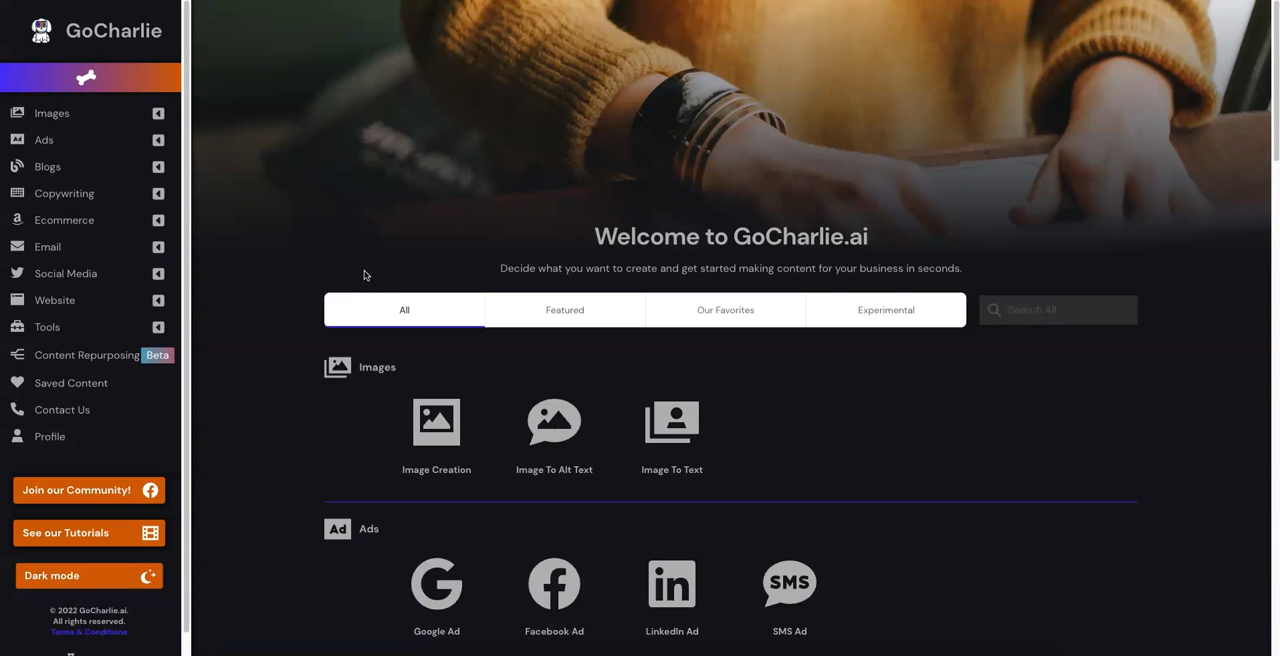 GoCharlie
Images
Ads
Blogs
Copywriting
Ecommerce
Email
Social Media
Website
Tools
Content Repurposing Beta
Saved Content
Contact Us
Profile
Join our Community!
See our Tutorials
Dark mode
© 2022 GoCharlie.ai.
All rights reserved.
Terms & Conditions
Welcome to GoCharlie.ai
Decide what you want to create and get started making content for your business in seconds.
All Featured Our Favorites Experimental Search All
Images
Image Creation Image To Alt Text Image To Text
Ad Ads
SMS
Google Ad Facebook Ad LinkedIn Ad SMS Ad